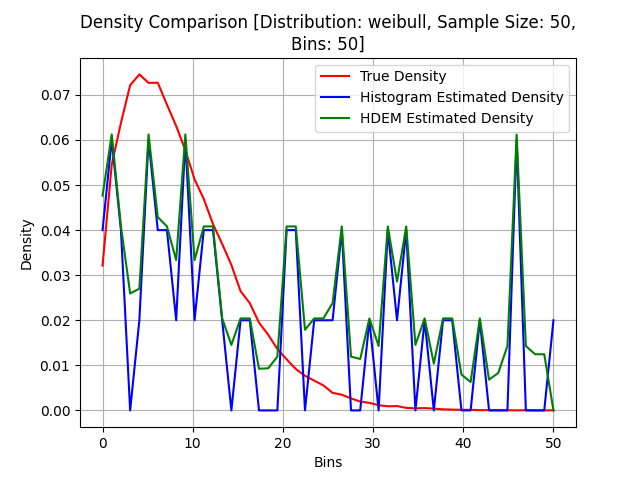 Density Comparison [Distribution: weibull, Sample Size: 50,
Bins: 50]
True Density
Histogram Estimated Density
HDEM Estimated Density
Density
0.07
0.06
0.05
0.04
0.03
0.02
0.01
0.00
0 10 20 30 40 50
Bins